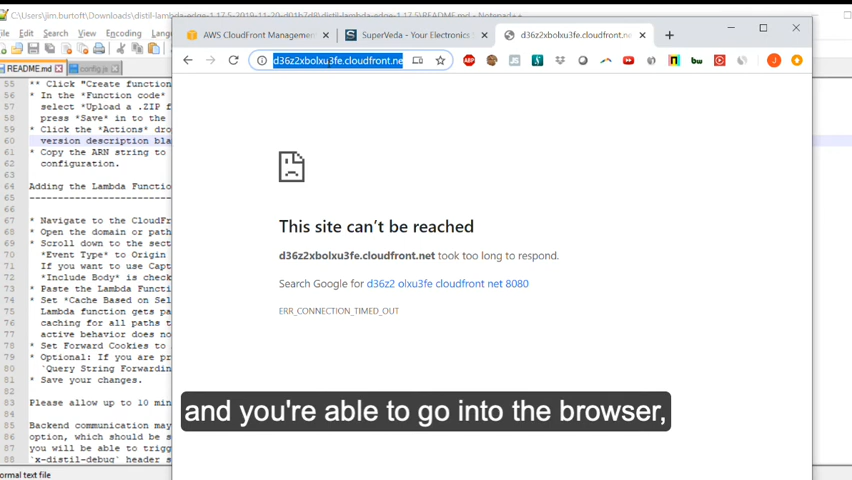 C:\Users\jim.burtoft\Downloads\distil-lambda-edge-1.17.5-2019-11-20-d01b7d8\distil-lambda-edge-1.17.5\README.md - Notepad++
File Edit Search View Encoding Langua
README.md config.js
AWS CloudFront Managemen
SuperVeda - Your Electronics S
d36z2xbolxu3fe.cloudfront.net
d36z2xbolxu3fe.cloudfront.ne
55 ** Click "Create function
56 * In the *Function code*
57 select *Upload a .ZIP f
58 press *Save* in to the
59 * Click the *Actions* dro
60 version description bla
61 * Copy the ARN string to
62 configuration.
63
64 Adding the Lambda Functio
65 -------------------------
66
67 * Navigate to the CloudFr
68 * Open the domain or path
69 * Scroll down to the sect
70 *Event Type* to Origin
71 If you want to use Capt
72 *Include Body* is check
73 * Paste the Lambda Functi
74 * Set *Cache Based on Sel
75 Lambda function gets pa
76 caching for all paths t
77 active behavior does no
78 * Set Forward Cookies to
79 * Optional: If you are pr
80 `Query String Forwardin
81 * Save your changes.
82
83 Please allow up to 10 min
84
85 Backend communication may
86 option, which should be s
87 you will be able to trigg
88 `x-distil-debug` header s
ormal text file
This site can't be reached
d36z2xbolxu3fe.cloudfront.net took too long to respond.
Search Google for d36z2 olxu3fe cloudfront net 8080
ERR_CONNECTION_TIMED_OUT
and you're able to go into the browser,